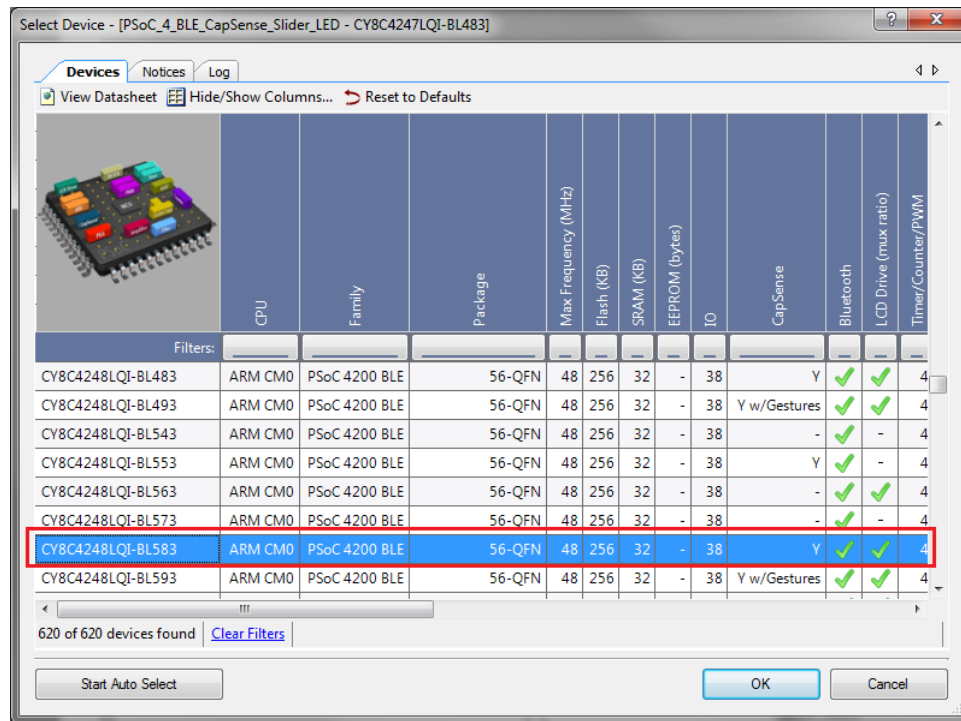 Select Device - [PSoC_4_BLE_CapSense_Slider_LED - CY8C4247LQI-BL483]
Devices Notices Log
View Datasheet Hide/Show Columns... Reset to Defaults
CPU Family Package Max Frequency (MHz) Flash (KB) SRAM (KB) EEPROM (bytes) IO CapSense Bluetooth LCD Drive (mux ratio) Timer/Counter/PWM
Filters:
CY8C4248LQI-BL483 ARM CM0 PSoC 4200 BLE 56-QFN 48 256 32 - 38 Y 4
CY8C4248LQI-BL493 ARM CM0 PSoC 4200 BLE 56-QFN 48 256 32 - 38 Y w/Gestures 4
CY8C4248LQI-BL543 ARM CM0 PSoC 4200 BLE 56-QFN 48 256 32 - 38 - - 4
CY8C4248LQI-BL553 ARM CM0 PSoC 4200 BLE 56-QFN 48 256 32 - 38 Y - 4
CY8C4248LQI-BL563 ARM CM0 PSoC 4200 BLE 56-QFN 48 256 32 - 38 - 4
CY8C4248LQI-BL573 ARM CM0 PSoC 4200 BLE 56-QFN 48 256 32 - 38 - - 4
CY8C4248LQI-BL583 ARM CM0 PSoC 4200 BLE 56-QFN 48 256 32 - 38 Y 4
CY8C4248LQI-BL593 ARM CM0 PSoC 4200 BLE 56-QFN 48 256 32 - 38 Y w/Gestures 4
620 of 620 devices found Clear Filters
Start Auto Select OK Cancel